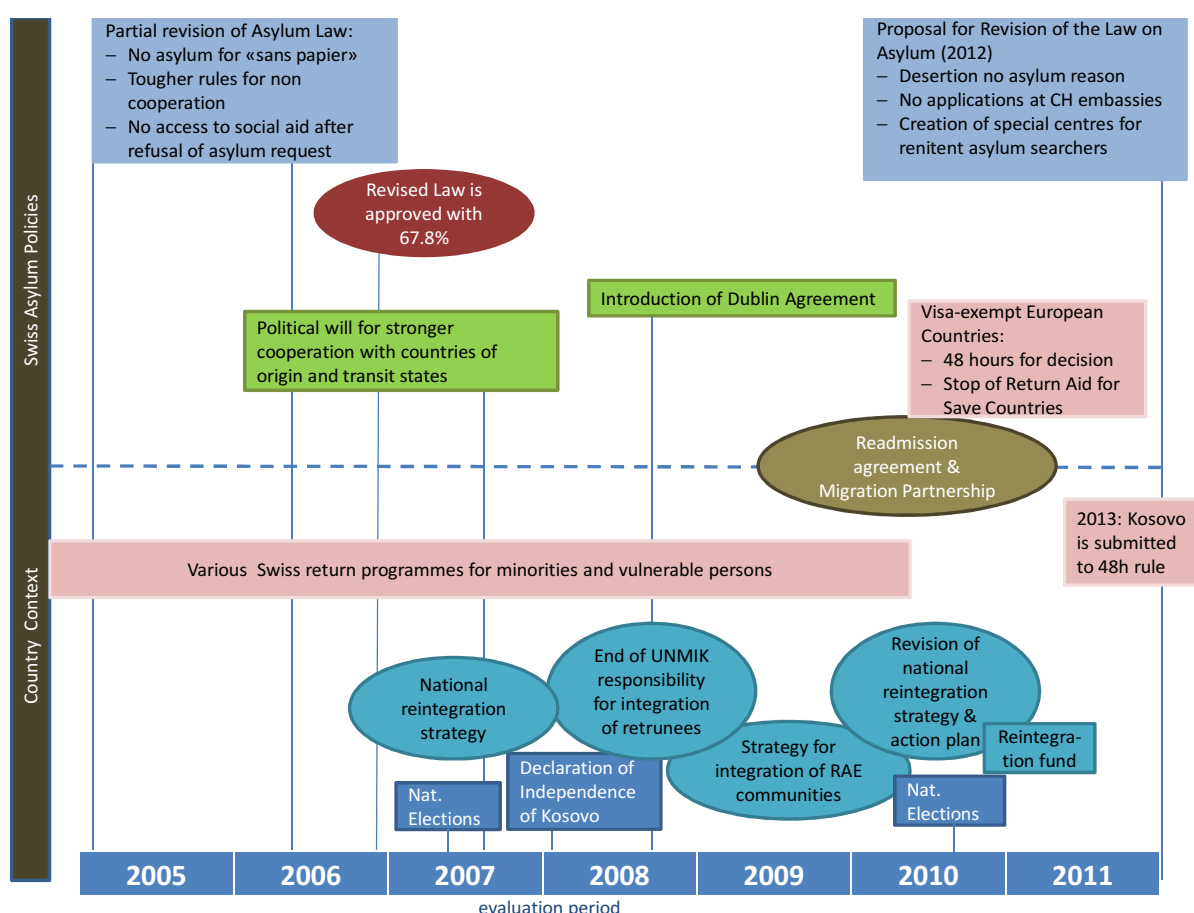 Partial revision of Asylum Law:
– No asylum for «sans papier»
– Tougher rules for non
cooperation
– No access to social aid after
refusal of asylum request
Proposal for Revision of the Law on
Asylum (2012)
– Desertion no asylum reason
– No applications at CH embassies
– Creation of special centres for
renitent asylum searchers
Swiss Asylum Policies
Revised Law is
approved with
67.8%
Introduction of Dublin Agreement
Political will for stronger
cooperation with countries of
origin and transit states
Visa-exempt European
Countries:
– 48 hours for decision
– Stop of Return Aid for
Save Countries
Readmission
agreement &
Migration Partnership
Country Context
2013: Kosovo
is submitted
to 48h rule
Various Swiss return programmes for minorities and vulnerable persons
National
reintegration
strategy
End of UNMIK
responsibility
for integration
of retrunees
Strategy for
integration of RAE
communities
Revision of
national
reintegration
strategy &
action plan
Reintegra-
tion fund
Nat.
Elections
Declaration of
Independence
of Kosovo
Nat.
Elections
2005
2006
2007
2008
2009
2010
2011
evaluation period